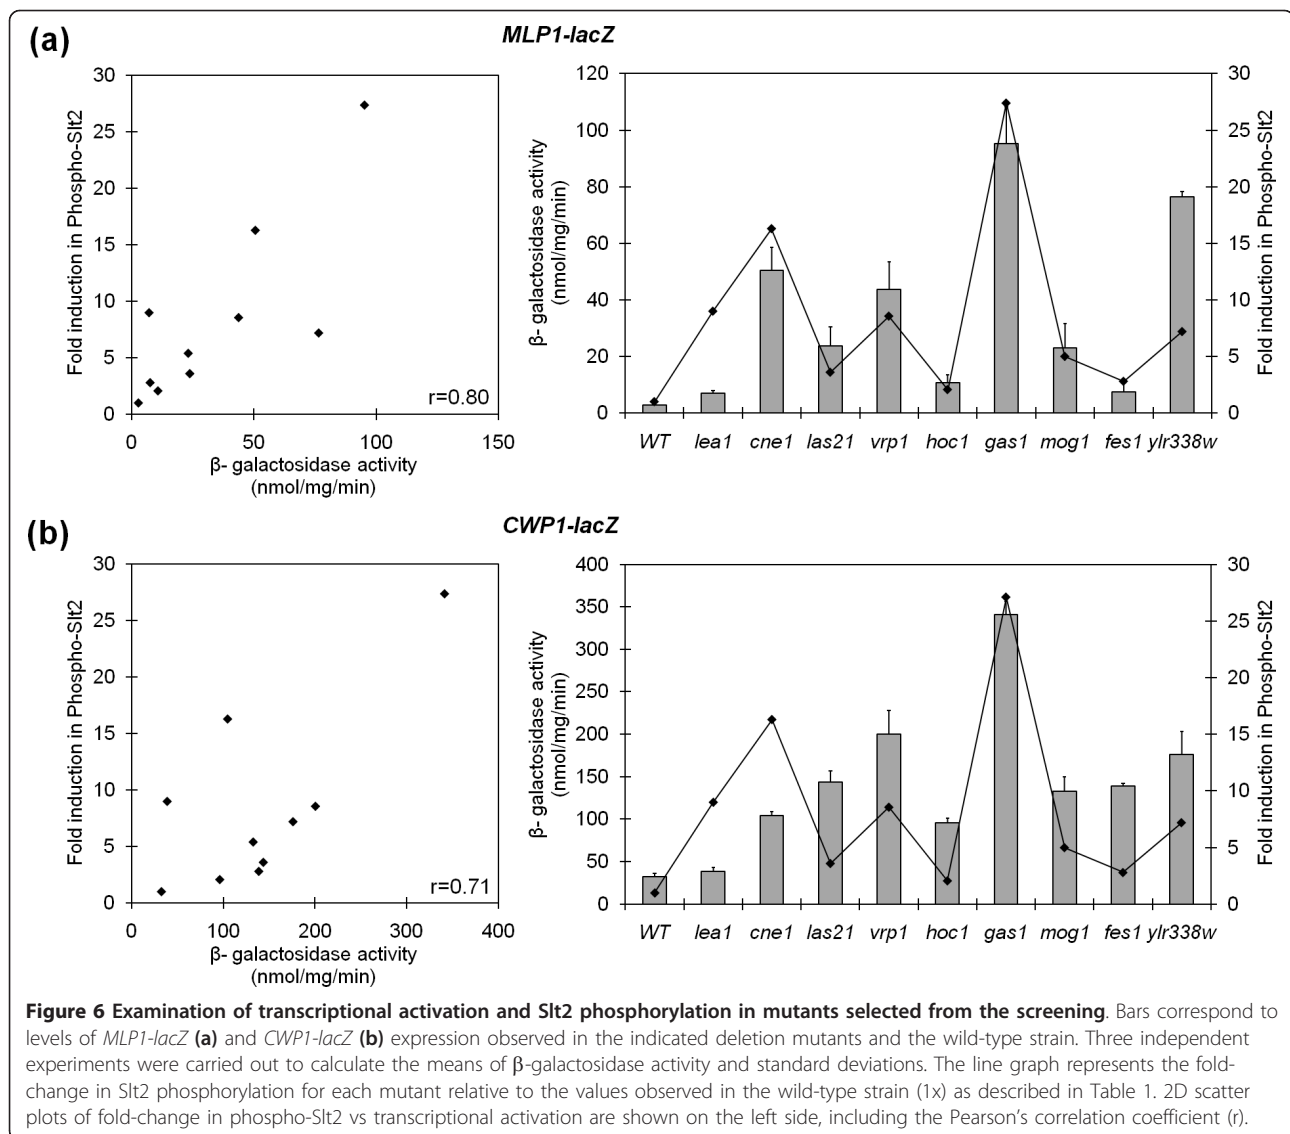 (a)
MLP1-lacZ
30
25
20
15
10
5
0
Fold induction in Phospho-Slt2
r=0.80
0 50 100 150
β- galactosidase activity
(nmol/mg/min)
120
100
80
60
40
20
0
β- galactosidase activity
(nmol/mg/min)
30
25
20
15
10
5
0
Fold induction in Phospho-Slt2
WT lea1 cne1 las21 vrp1 hoc1 gas1 mog1 fes1 ylr338w
(b)
CWP1-lacZ
30
25
20
15
10
5
0
Fold induction in Phospho-Slt2
r=0.71
0 100 200 300 400
β- galactosidase activity
(nmol/mg/min)
400
350
300
250
200
150
100
50
0
β- galactosidase activity
(nmol/mg/min)
30
25
20
15
10
5
0
Fold induction in Phospho-Slt2
WT lea1 cne1 las21 vrp1 hoc1 gas1 mog1 fes1 ylr338w
Figure 6 Examination of transcriptional activation and Slt2 phosphorylation in mutants selected from the screening. Bars correspond to
levels of MLP1-lacZ (a) and CWP1-lacZ (b) expression observed in the indicated deletion mutants and the wild-type strain. Three independent
experiments were carried out to calculate the means of β-galactosidase activity and standard deviations. The line graph represents the fold-
change in Slt2 phosphorylation for each mutant relative to the values observed in the wild-type strain (1x) as described in Table 1. 2D scatter
plots of fold-change in phospho-Slt2 vs transcriptional activation are shown on the left side, including the Pearson's correlation coefficient (r).